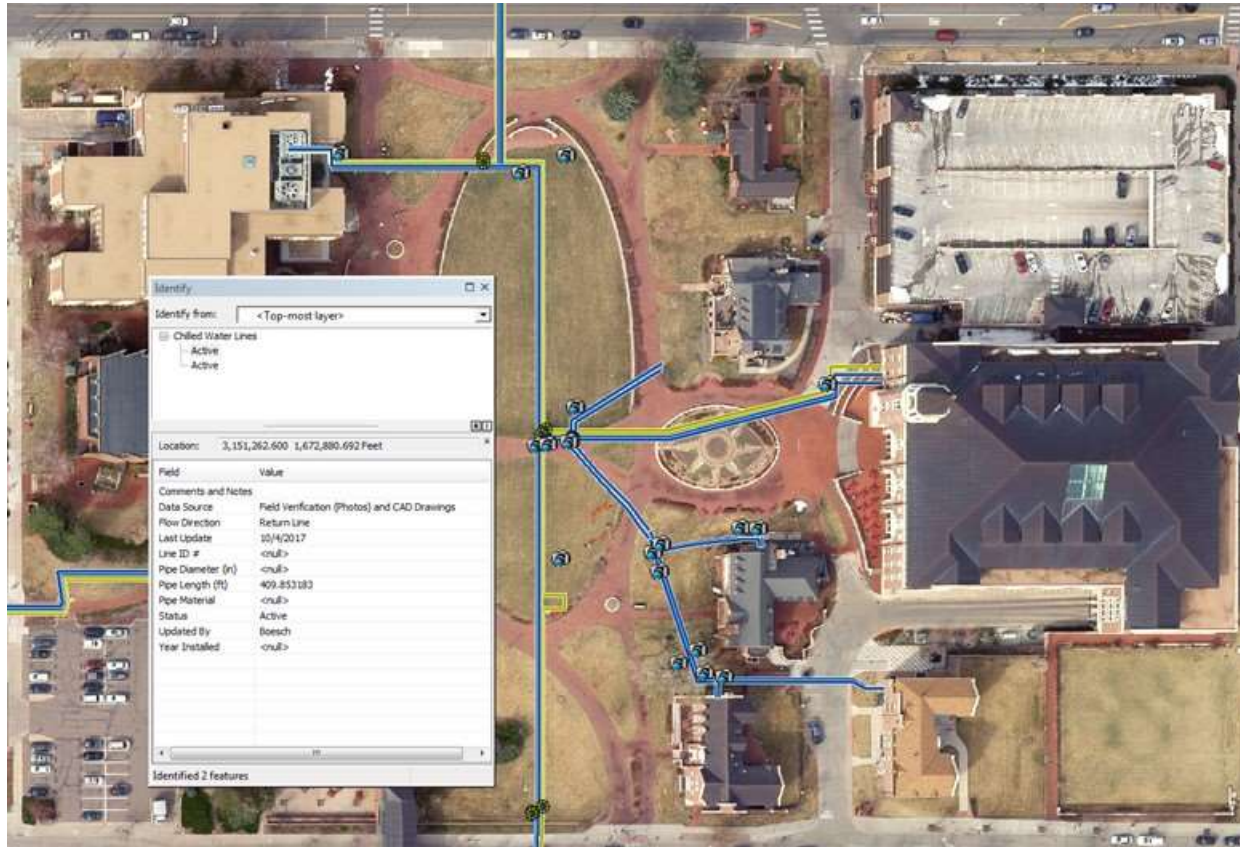 Identify
Identify from: <Top-most layer>
Chilled Water Lines
Active
Active
Location: 3,151,262.600 1,672,880.692 Feet
Field Value
Comments and Notes
Data Source Field Verification (Photos) and CAD Drawings
Flow Direction Return Line
Last Update 10/4/2017
Line ID # <null>
Pipe Diameter (in) <null>
Pipe Length (ft) 409.853183
Pipe Material <null>
Status Active
Updated By Boesch
Year Installed <null>
Identified 2 features